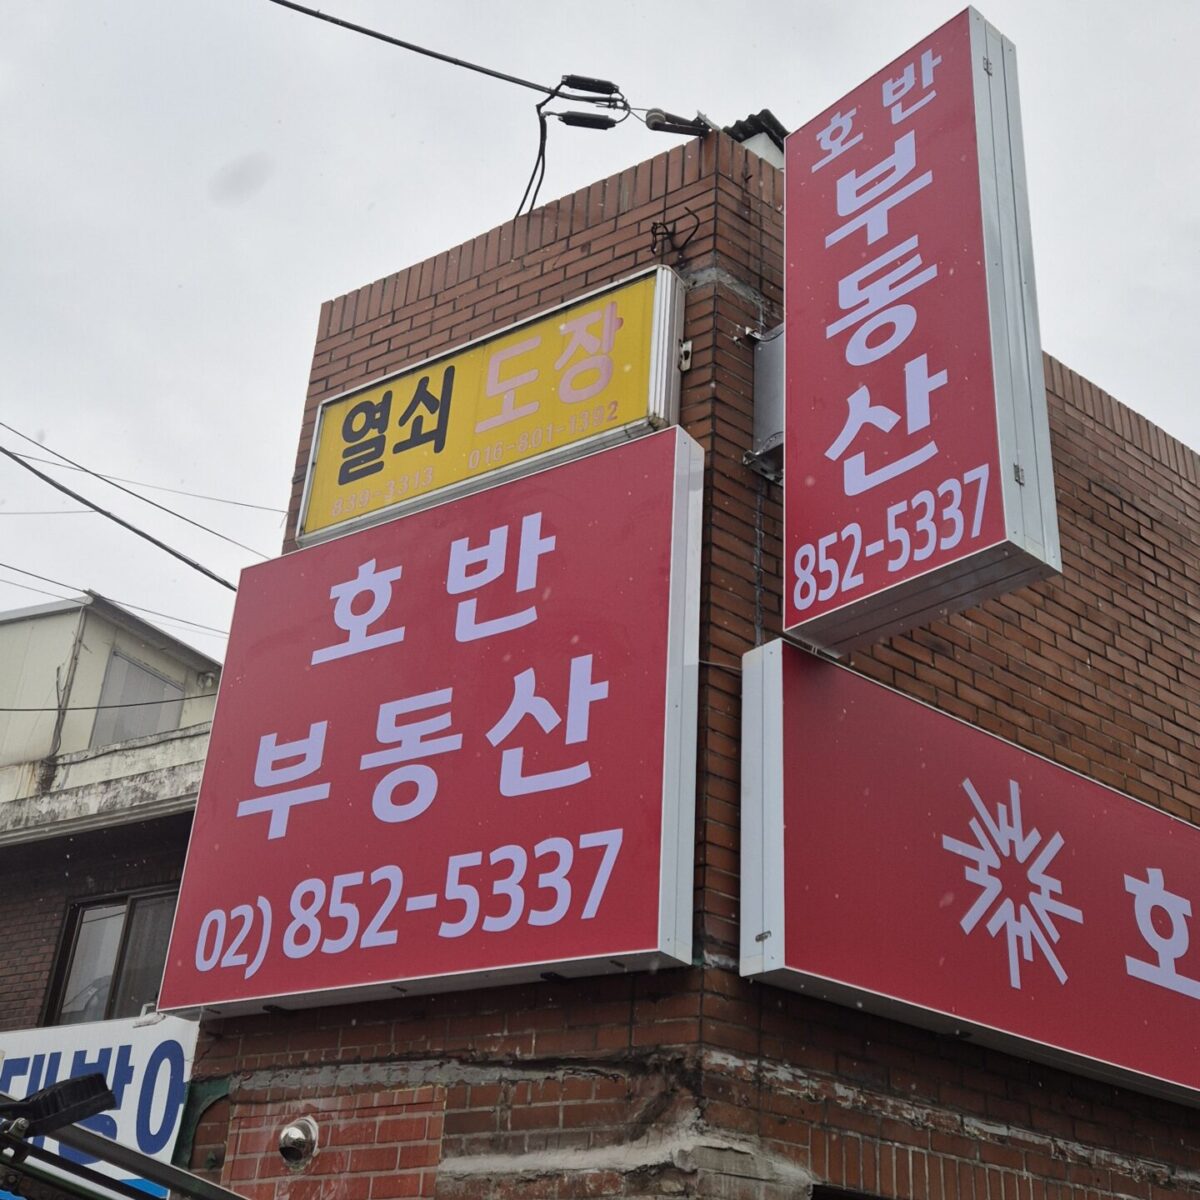 열쇠 도장
839-3313 016-801-1392
호반
부동산
02) 852-5337
호반
부동산
852-5337
호